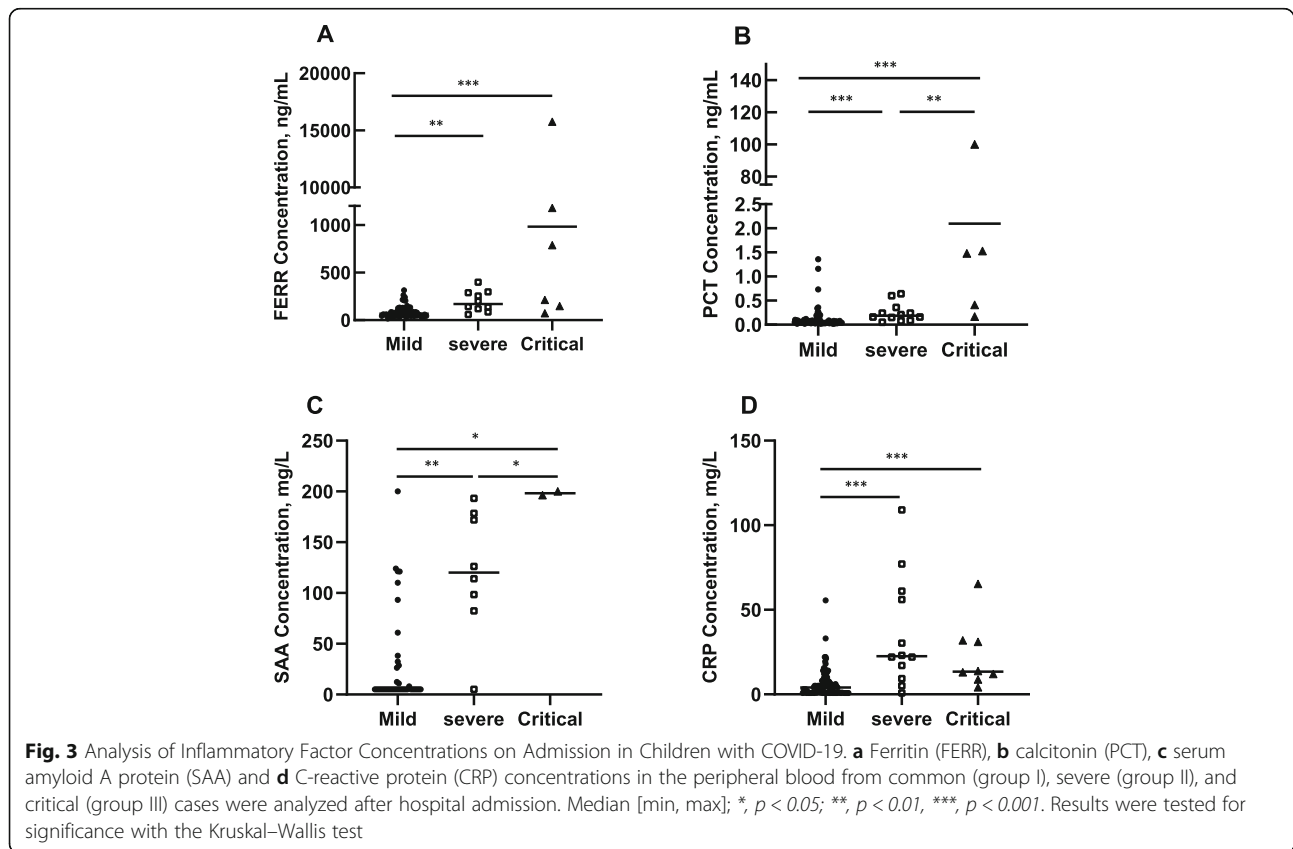 A
FERR Concentration, ng/mL
20000
15000
10000
1000
500
0
***
**
Mild severe Critical
B
PCT Concentration, ng/mL
140
120
100
80
2.5
2.0
1.5
1.0
0.5
0.0
***
*** **
Mild severe Critical
C
SAA Concentration, mg/L
250
200
150
100
50
0
*
** *
Mild severe Critical
D
CRP Concentration, mg/L
150
100
50
0
***
***
Mild severe Critical
Fig. 3 Analysis of Inflammatory Factor Concentrations on Admission in Children with COVID-19. a Ferritin (FERR), b calcitonin (PCT), c serum
amyloid A protein (SAA) and d C-reactive protein (CRP) concentrations in the peripheral blood from common (group I), severe (group II), and
critical (group III) cases were analyzed after hospital admission. Median [min, max]; *, p < 0.05; **, p < 0.01, ***, p < 0.001. Results were tested for
significance with the Kruskal–Wallis test